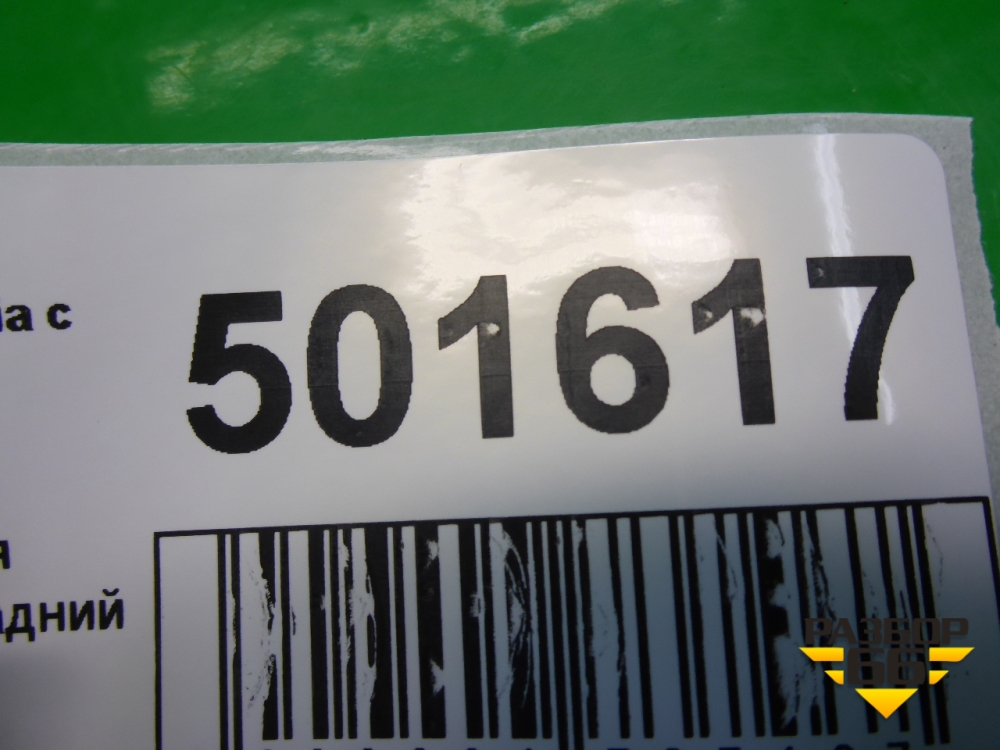 с
501617
я
адний
РАЗБОР
66